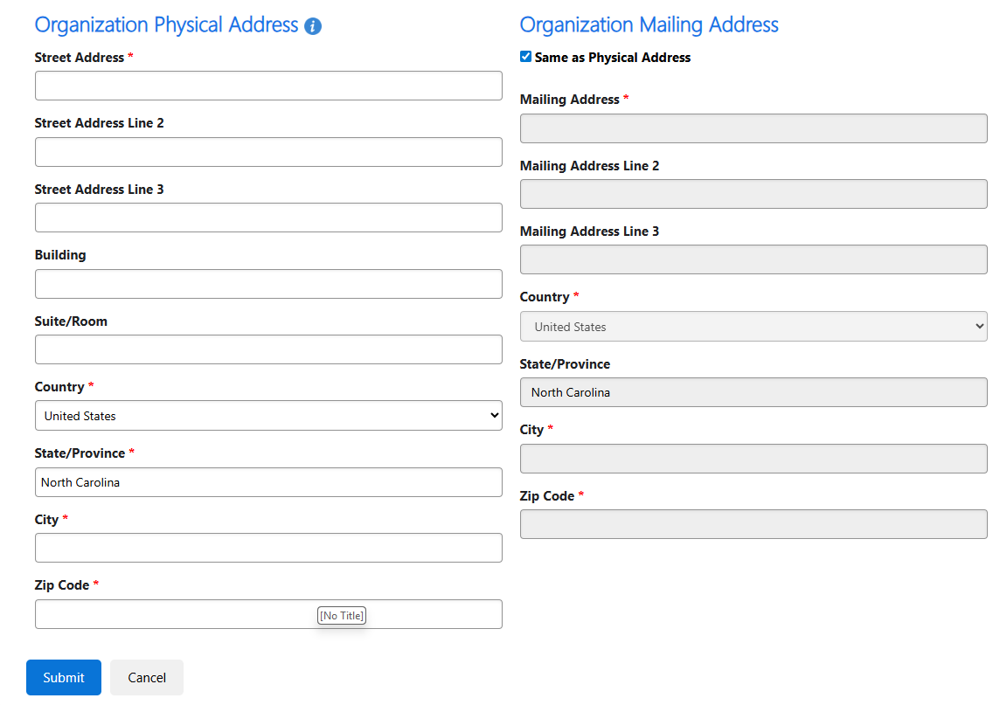 Organization Physical Address
Street Address *
Street Address Line 2
Street Address Line 3
Building
Suite/Room
Country *
United States
State/Province *
North Carolina
City *
Zip Code *
[No Title]
Organization Mailing Address
Same as Physical Address
Mailing Address *
Mailing Address Line 2
Mailing Address Line 3
Country *
United States
State/Province
North Carolina
City *
Zip Code *
Submit
Cancel